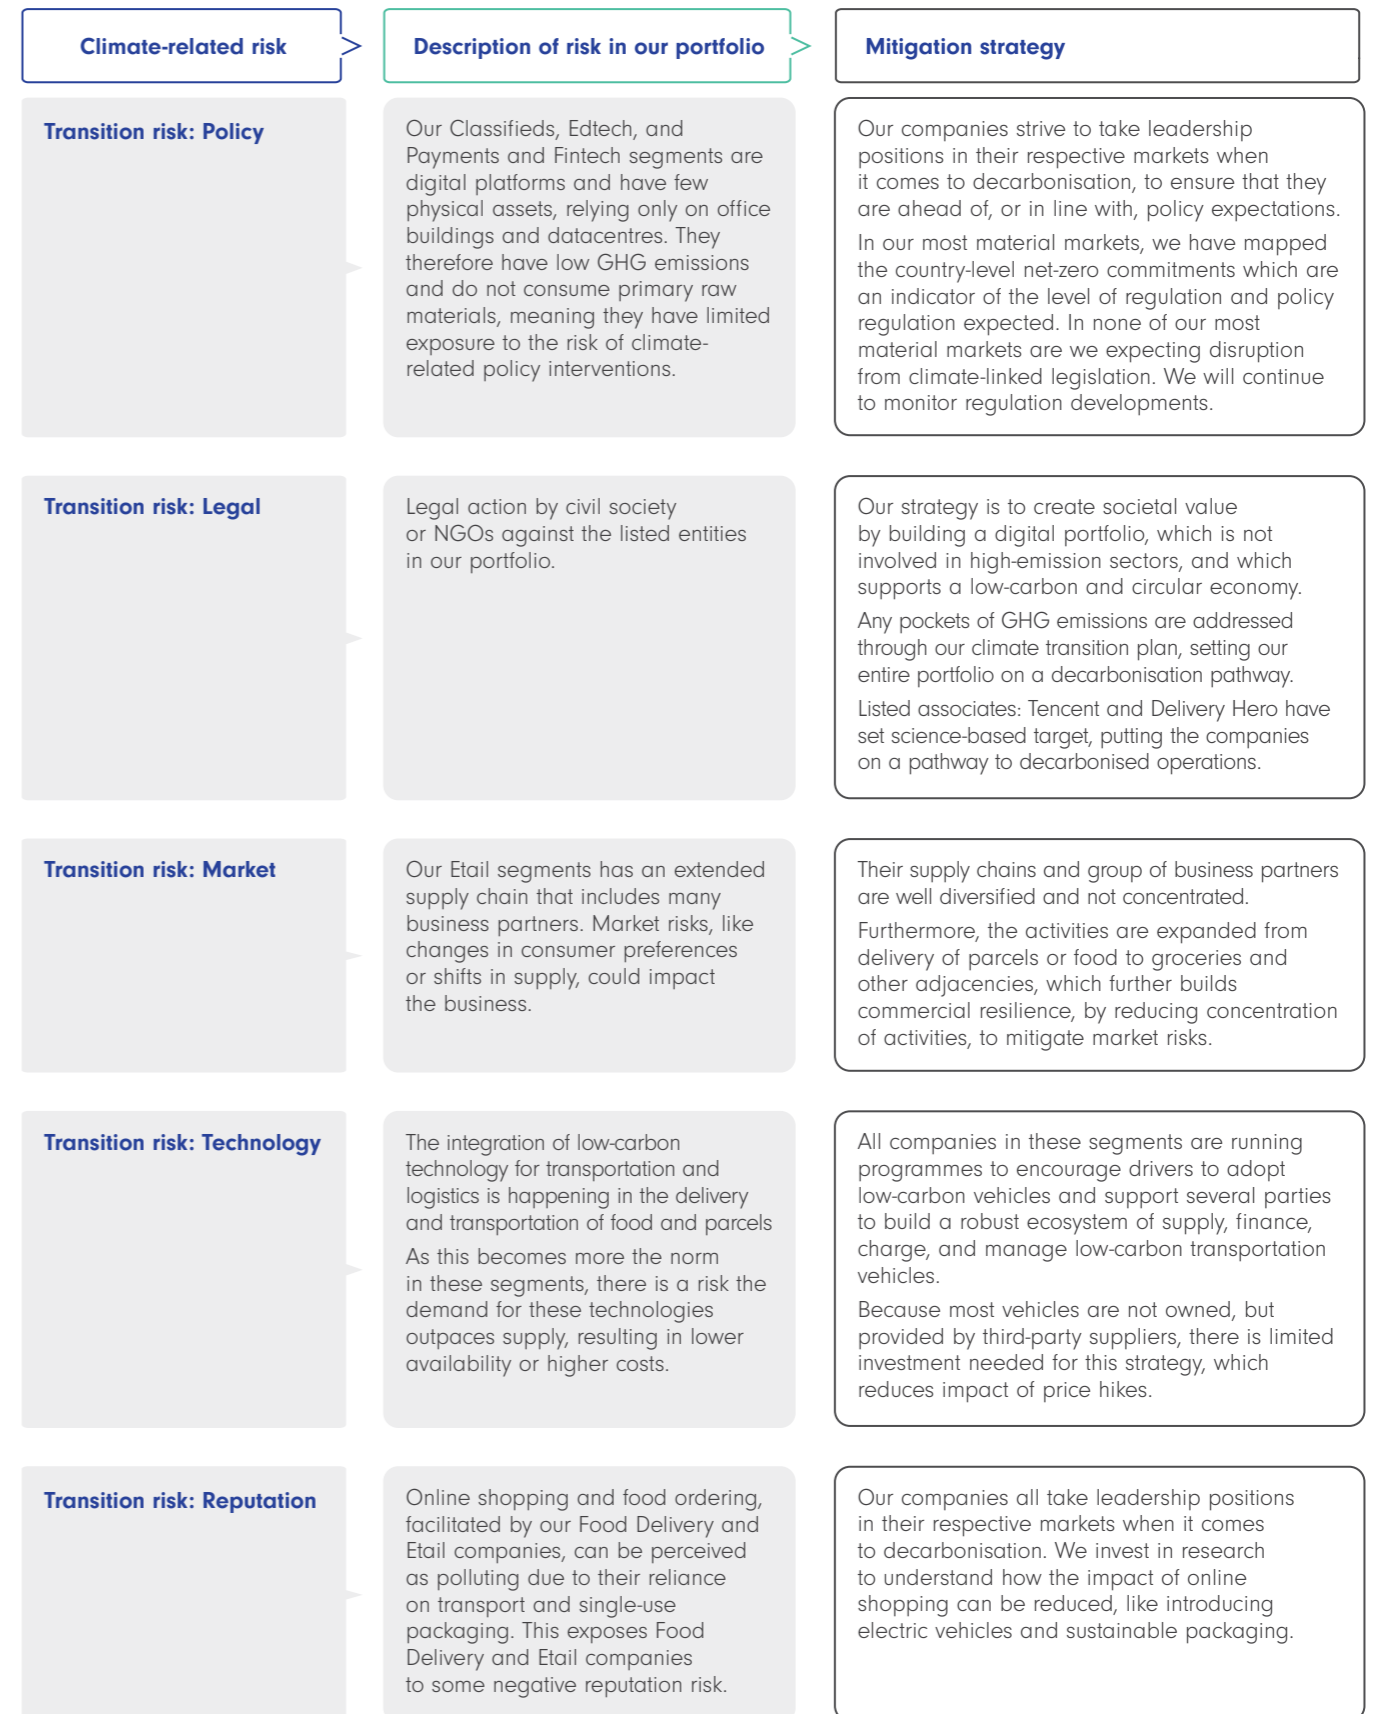 Climate-related risk
Description of risk in our portfolio
Mitigation strategy
Transition risk: Policy
Our Classifieds, Edtech, and
Payments and Fintech segments are
digital platforms and have few
physical assets, relying only on office
buildings and datacentres. They
therefore have low GHG emissions
and do not consume primary raw
materials, meaning they have limited
exposure to the risk of climate-
related policy interventions.
Our companies strive to take leadership
positions in their respective markets when
it comes to decarbonisation, to ensure that they
are ahead of, or in line with, policy expectations.
In our most material markets, we have mapped
the country-level net-zero commitments which are
an indicator of the level of regulation and policy
regulation expected. In none of our most
material markets are we expecting disruption
from climate-linked legislation. We will continue
to monitor regulation developments.
Transition risk: Legal
Legal action by civil society
or NGOs against the listed entities
in our portfolio.
Our strategy is to create societal value
by building a digital portfolio, which is not
involved in high-emission sectors, and which
supports a low-carbon and circular economy.
Any pockets of GHG emissions are addressed
through our climate transition plan, setting our
entire portfolio on a decarbonisation pathway.
Listed associates: Tencent and Delivery Hero have
set science-based target, putting the companies
on a pathway to decarbonised operations.
Transition risk: Market
Our Etail segments has an extended
supply chain that includes many
business partners. Market risks, like
changes in consumer preferences
or shifts in supply, could impact
the business.
Their supply chains and group of business partners
are well diversified and not concentrated.
Furthermore, the activities are expanded from
delivery of parcels or food to groceries and
other adjacencies, which further builds
commercial resilience, by reducing concentration
of activities, to mitigate market risks.
Transition risk: Technology
The integration of low-carbon
technology for transportation and
logistics is happening in the delivery
and transportation of food and parcels
As this becomes more the norm
in these segments, there is a risk the
demand for these technologies
outpaces supply, resulting in lower
availability or higher costs.
All companies in these segments are running
programmes to encourage drivers to adopt
low-carbon vehicles and support several parties
to build a robust ecosystem of supply, finance,
charge, and manage low-carbon transportation
vehicles.
Because most vehicles are not owned, but
provided by third-party suppliers, there is limited
investment needed for this strategy, which
reduces impact of price hikes.
Transition risk: Reputation
Online shopping and food ordering,
facilitated by our Food Delivery and
Etail companies, can be perceived
as polluting due to their reliance
on transport and single-use
packaging. This exposes Food
Delivery and Etail companies
to some negative reputation risk.
Our companies all take leadership positions
in their respective markets when it comes
to decarbonisation. We invest in research
to understand how the impact of online
shopping can be reduced, like introducing
electric vehicles and sustainable packaging.